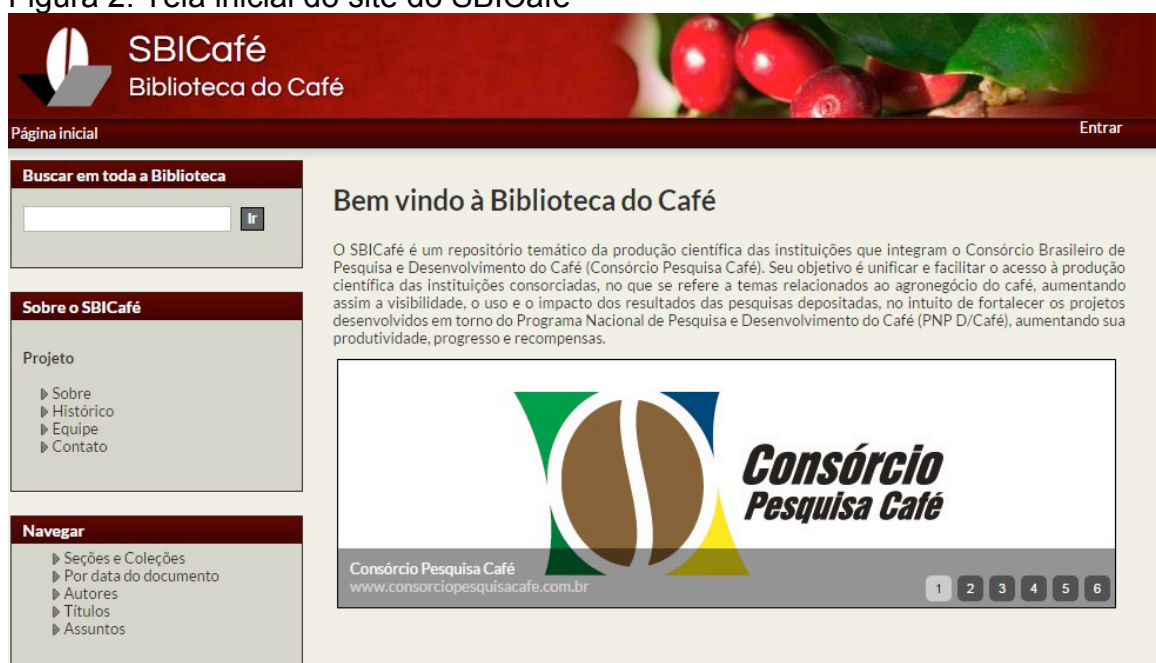 Figura 2: Tela inicial do site do SBICafé
SBICafé
Biblioteca do Café
Página inicial
Entrar
Buscar em toda a Biblioteca
Ir
Sobre o SBICafé
Projeto
Sobre
Histórico
Equipe
Contato
Navegar
Seções e Coleções
Por data do documento
Autores
Títulos
Assuntos
Bem vindo à Biblioteca do Café
O SBICafé é um repositório temático da produção científica das instituições que integram o Consórcio Brasileiro de
Pesquisa e Desenvolvimento do Café (Consórcio Pesquisa Café). Seu objetivo é unificar e facilitar o acesso à produção
científica das instituições consorciadas, no que se refere a temas relacionados ao agronegócio do café, aumentando
assim a visibilidade, o uso e o impacto dos resultados das pesquisas depositadas, no intuito de fortalecer os projetos
desenvolvidos em torno do Programa Nacional de Pesquisa e Desenvolvimento do Café (PNP D/Café), aumentando sua
produtividade, progresso e recompensas.
Consórcio
Pesquisa Café
Consórcio Pesquisa Café
www.consorciopesquisacafe.com.br
1 2 3 4 5 6